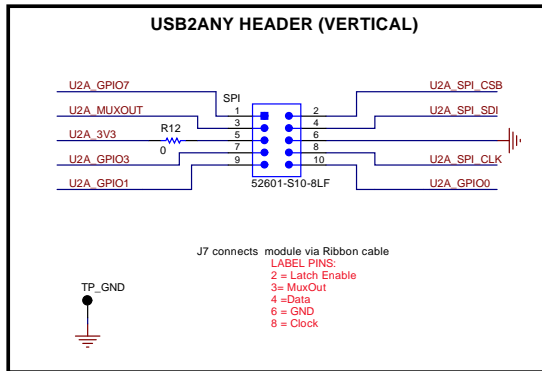 USB2ANY HEADER (VERTICAL)
U2A_GPIO7
SPI
U2A_SPI_CSB
1
2
U2A_MUXOUT
U2A_SPI_SDI
3
4
U2A_3V3
R12
0
5
6
U2A_GPIO3
7
8
U2A_SPI_CLK
U2A_GPIO1
9
10
U2A_GPIO0
52601-S10-8LF
J7 connects module via Ribbon cable
LABEL PINS:
2 = Latch Enable
3= MuxOut
4 =Data
6 = GND
8 = Clock
TP_GND